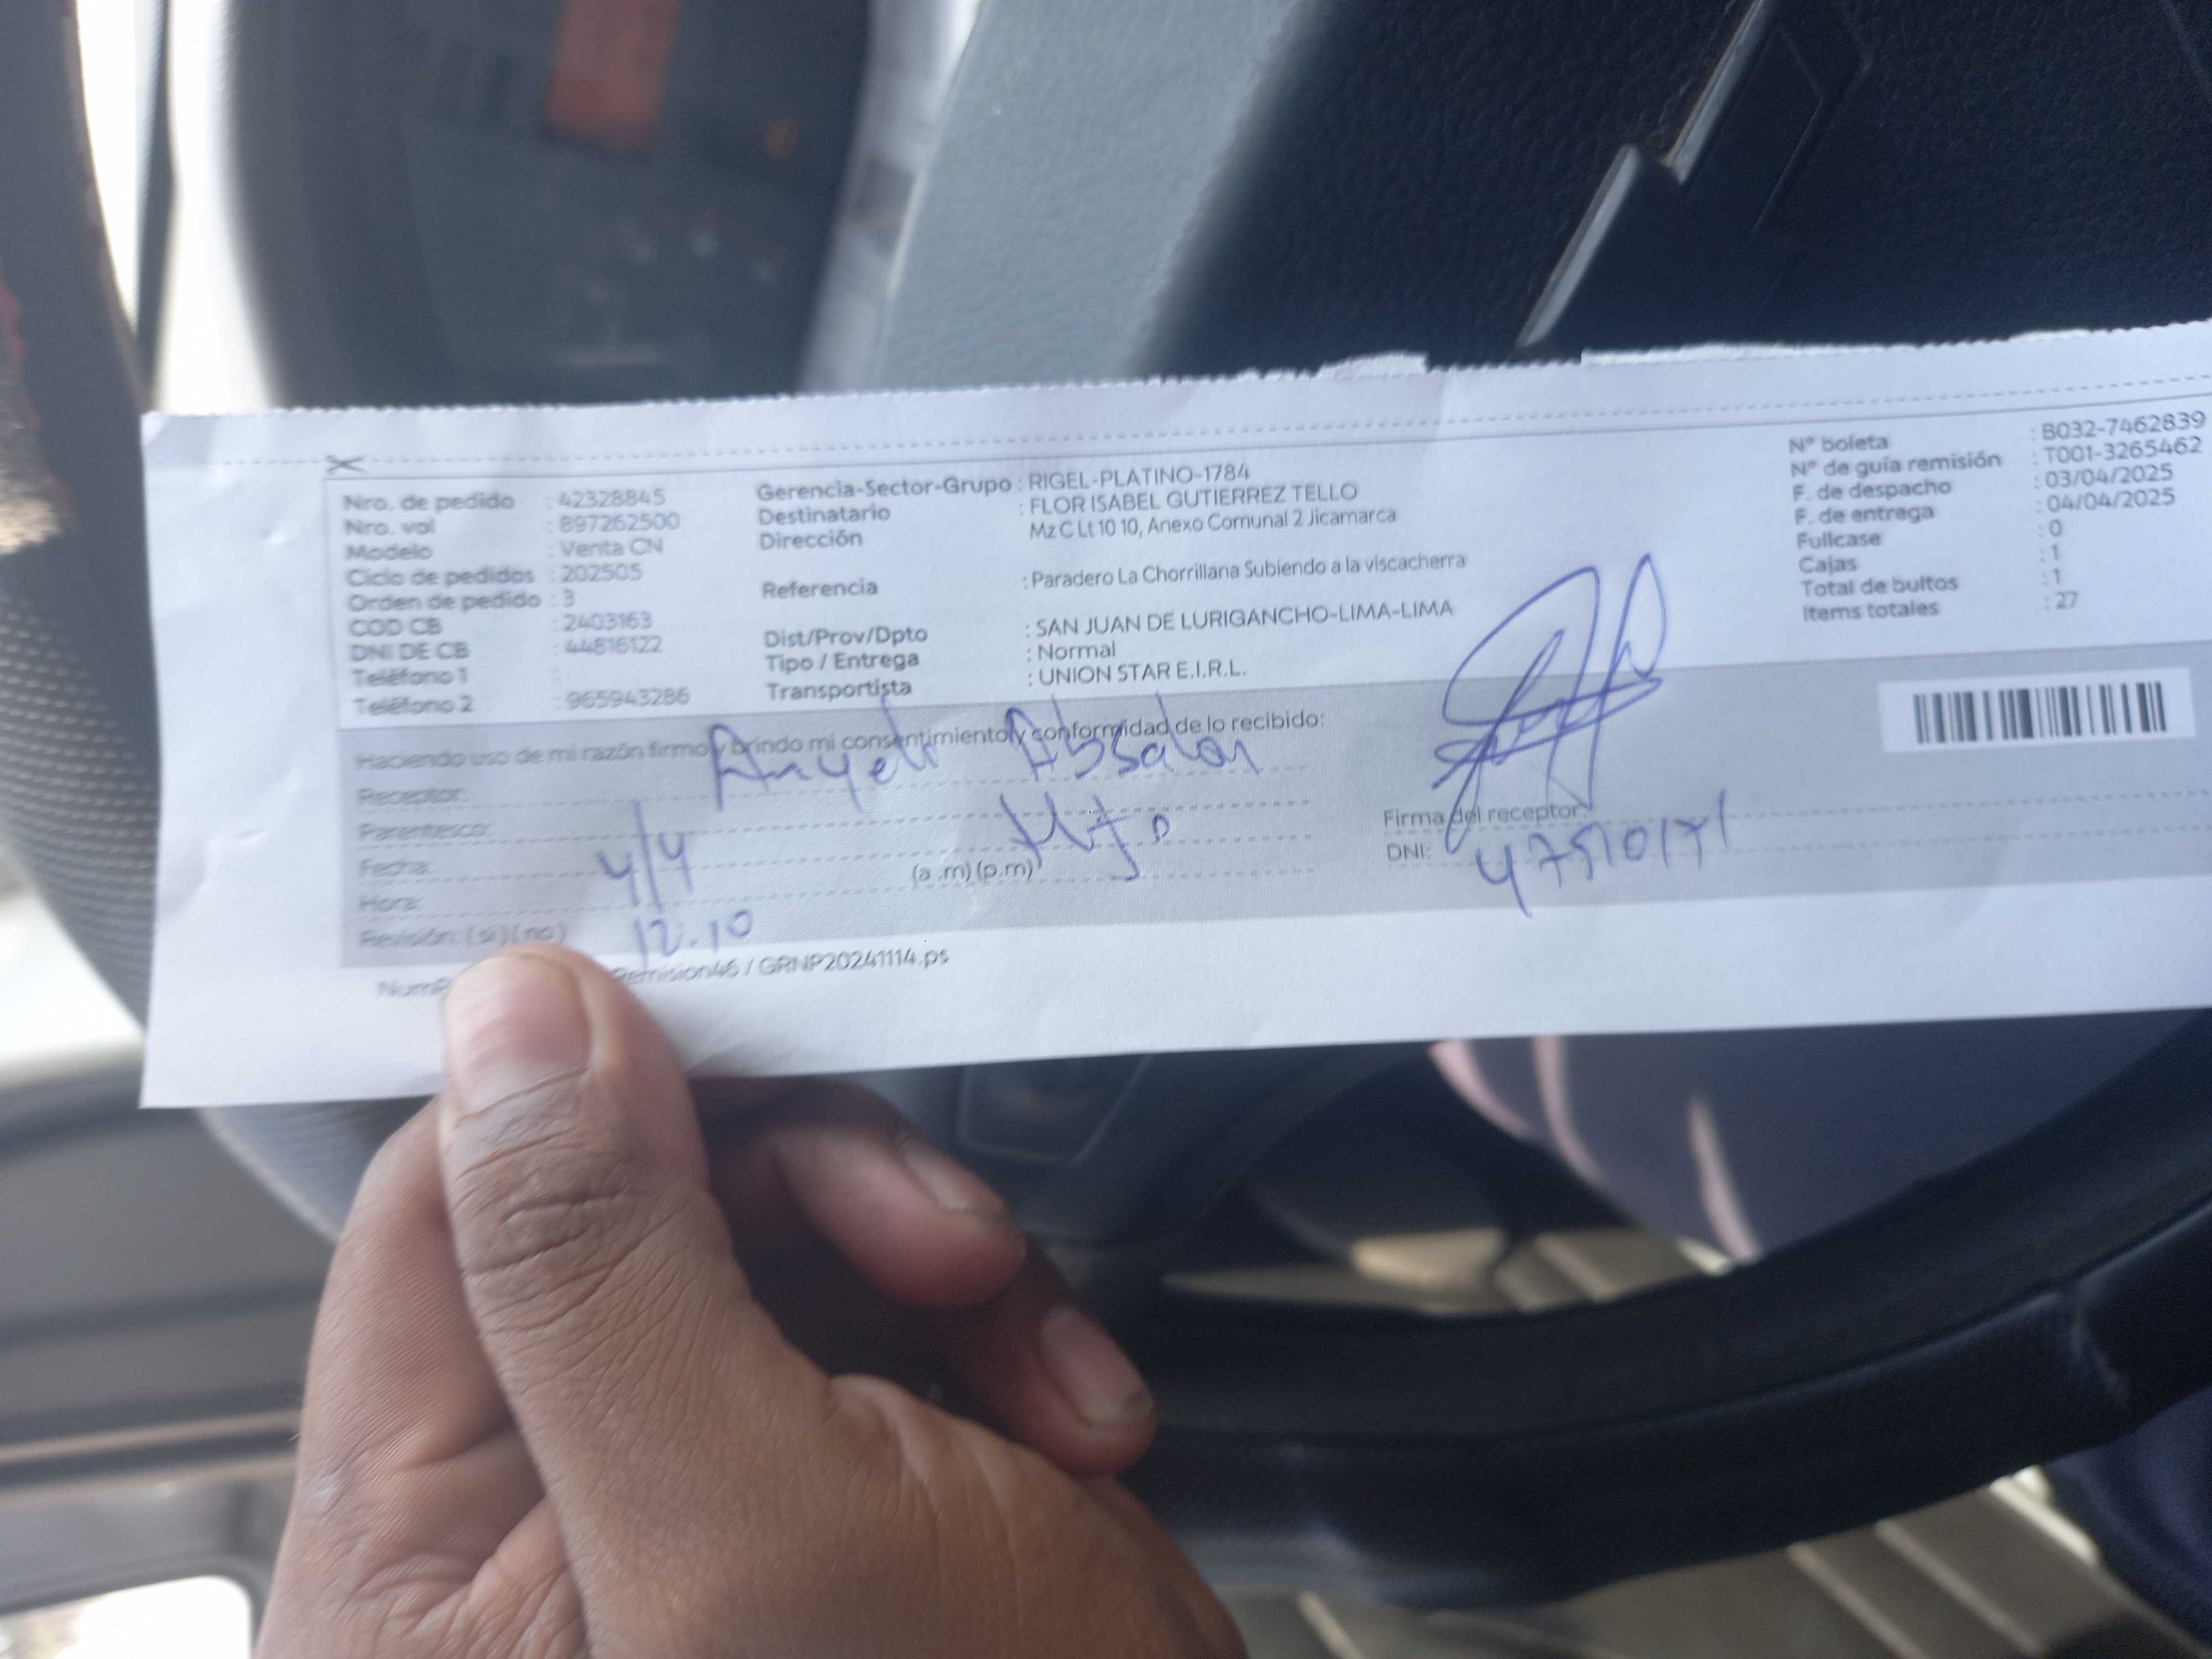 Nro. de pedido : 42328845
Nro. vol : 897262500
Modelo : Venta CN
Ciclo de pedidos : 202505
Orden de pedido : 3
COD CB : 2403163
DNI DE CB : 44816122
Teléfono 1 :
Teléfono 2 : 965943286
Gerencia-Sector-Grupo : RIGEL-PLATINO-1784
Destinatario : FLOR ISABEL GUTIERREZ TELLO
Dirección Mz C Lt 10 10, Anexo Comunal 2 Jicamarca
Referencia : Paradero La Chorrillana Subiendo a la viscacherra
Dist/Prov/Dpto : SAN JUAN DE LURIGANCHO-LIMA-LIMA
Tipo / Entrega : Normal
Transportista : UNION STAR E.I.R.L.
N° boleta : B032-7462839
N° de guía remisión : T001-3265462
F. de despacho : 03/04/2025
F. de entrega : 04/04/2025
Fullcase : 0
Cajas : 1
Total de bultos : 1
Items totales : 27
Haciendo uso de mi razón firmo y brindo mi consentimiento y conformidad de lo recibido:
Receptor: Absalon
Parentesco: Hijo
Fecha: 4/4
Hora: 12.10 (a .m) (p.m)
Revisión: (si) (no)
Firma del receptor
DNI:
Remision46 / GRNP20241114.ps